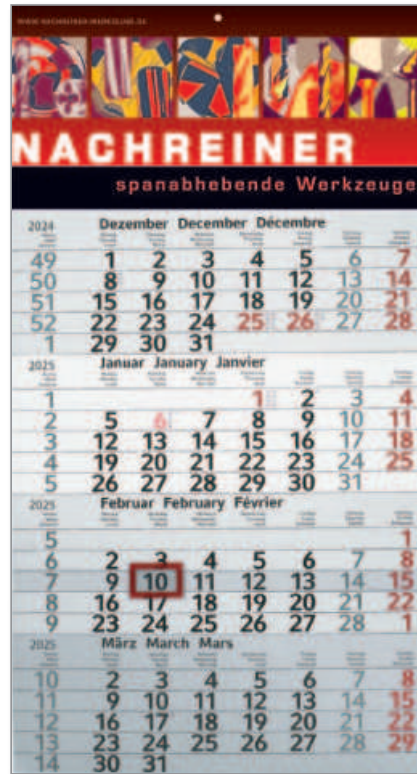 WWW.NACHREINER-WERKZEUGE.DE
NACHREINER
spanabhebende Werkzeuge
2024 Dezember December Décembre
49 1 2 3 4 5 6 7
50 8 9 10 11 12 13 14
51 15 16 17 18 19 20 21
52 22 23 24 25 26 27 28
1 29 30 31
2025 Januar January Janvier
1 1 2 3 4
2 5 6 7 8 9 10 11
3 12 13 14 15 16 17 18
4 19 20 21 22 23 24 25
5 26 27 28 29 30 31
2025 Februar February Février
5 1
6 2 3 4 5 6 7 8
7 9 10 11 12 13 14 15
8 16 17 18 19 20 21 22
9 23 24 25 26 27 28 1
2025 März March Mars
10 2 3 4 5 6 7 8
11 9 10 11 12 13 14 15
12 16 17 18 19 20 21 22
13 23 24 25 26 27 28 29
14 30 31